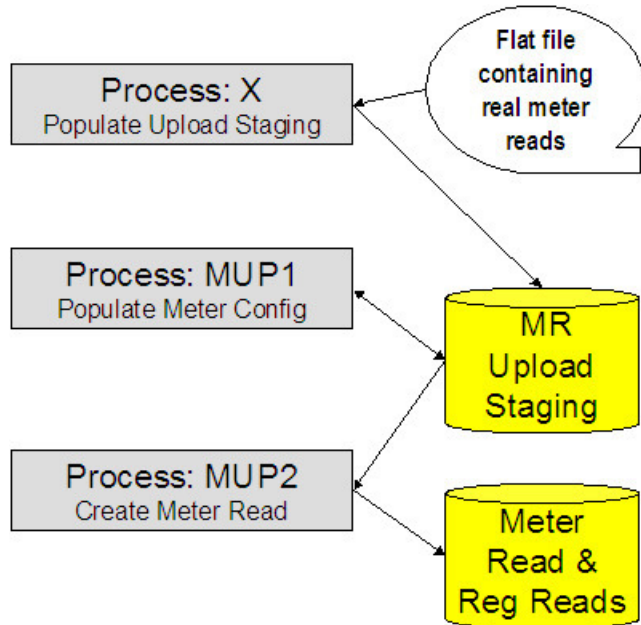 Flat file
containing
real meter
reads
Process: X
Populate Upload Staging
Process: MUP1
Populate Meter Config
MR
Upload
Staging
Process: MUP2
Create Meter Read
Meter
Read &
Reg Reads